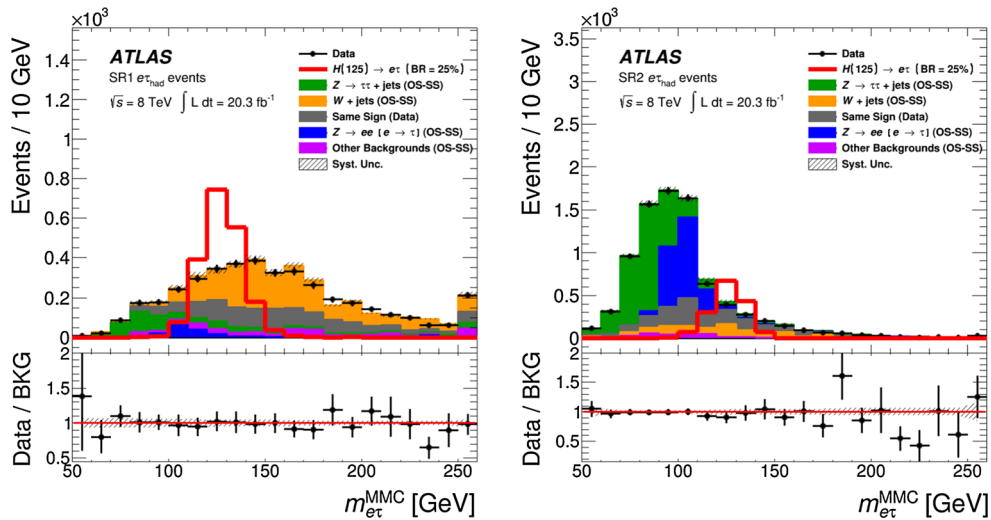 ×10³
ATLAS
SR1 eτhad events
√s = 8 TeV ∫ L dt = 20.3 fb⁻¹
Data
H(125) → eτ (BR = 25%)
Z → ττ + jets (OS-SS)
W + jets (OS-SS)
Same Sign (Data)
Z → ee [e → τ] (OS-SS)
Other Backgrounds (OS-SS)
Syst. Unc.
Events / 10 GeV
1.4
1.2
1
0.8
0.6
0.4
0.2
0
Data / BKG
2
1.5
1
0.5
50 100 150 200 250
m_eτ^MMC [GeV]
×10³
ATLAS
SR2 eτhad events
√s = 8 TeV ∫ L dt = 20.3 fb⁻¹
Data
H(125) → eτ (BR = 25%)
Z → ττ + jets (OS-SS)
W + jets (OS-SS)
Same Sign (Data)
Z → ee [e → τ] (OS-SS)
Other Backgrounds (OS-SS)
Syst. Unc.
Events / 10 GeV
3.5
3
2.5
2
1.5
1
0.5
0
Data / BKG
2
1.5
1
0.5
50 100 150 200 250
m_eτ^MMC [GeV]